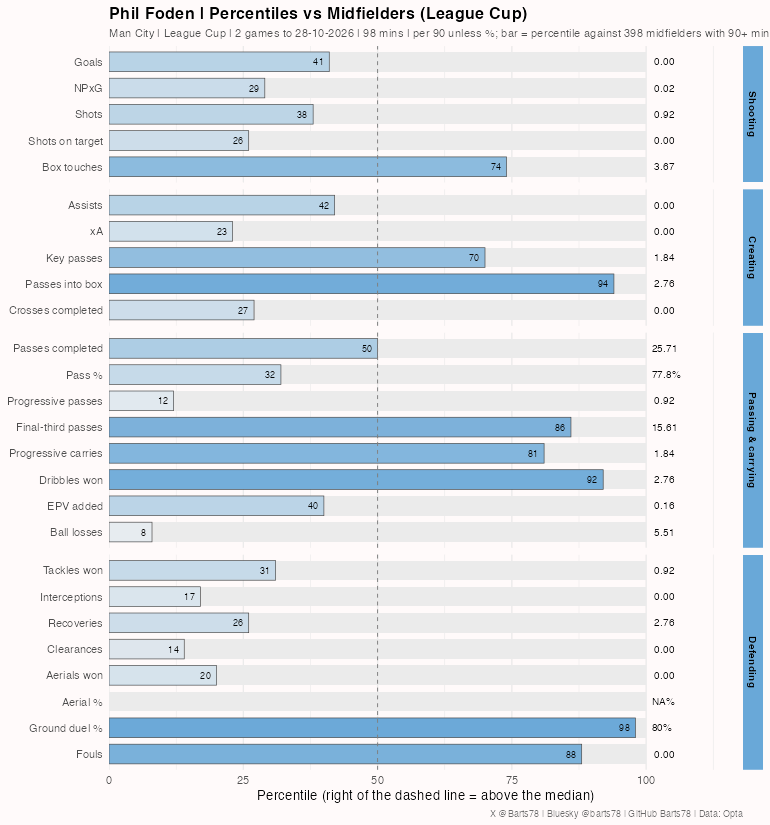 Phil Foden | Percentiles vs Midfielders (League Cup)
Man City | League Cup | 2 games to 28-10-2026 | 98 mins | per 90 unless %; bar = percentile against 398 midfielders with 90+ min
Goals 41 0.00
NPxG 29 0.02
Shots 38 0.92
Shots on target 26 0.00
Box touches 74 3.67
Shooting
Assists 42 0.00
xA 23 0.00
Key passes 70 1.84
Passes into box 94 2.76
Crosses completed 27 0.00
Creating
Passes completed 50 25.71
Pass % 32 77.8%
Progressive passes 12 0.92
Final-third passes 86 15.61
Progressive carries 81 1.84
Dribbles won 92 2.76
EPV added 40 0.16
Ball losses 8 5.51
Passing & carrying
Tackles won 31 0.92
Interceptions 17 0.00
Recoveries 26 2.76
Clearances 14 0.00
Aerials won 20 0.00
Aerial % NA%
Ground duel % 98 80%
Fouls 88 0.00
Defending
0 25 50 75 100
Percentile (right of the dashed line = above the median)
X @Barts78 | Bluesky @barts78 | GitHub Barts78 | Data: Opta